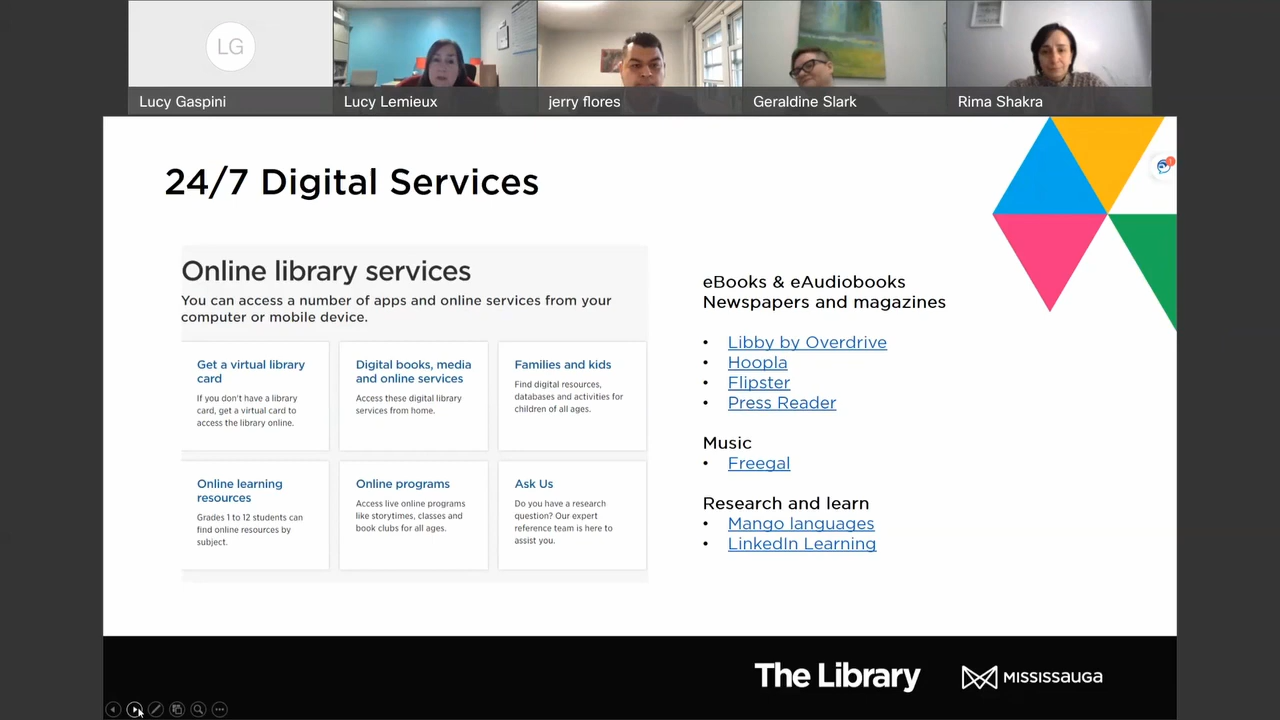 LG
Lucy Gaspini
Lucy Lemieux
jerry flores
Geraldine Slark
Rima Shakra
24/7 Digital Services
Online library services
You can access a number of apps and online services from your
computer or mobile device.
Get a virtual library
card
If you don't have a library
card, get a virtual card to
access the library online.
Digital books, media
and online services
Access these digital library
services from home.
Families and kids
Find digital resources,
databases and activities for
children of all ages.
Online learning
resources
Grades 1 to 12 students can
find online resources by
subject.
Online programs
Access live online programs
like storytimes, classes and
book clubs for all ages.
Ask Us
Do you have a research
question? Our expert
reference team is here to
assist you.
eBooks & eAudiobooks
Newspapers and magazines
• Libby by Overdrive
• Hoopla
• Flipster
• Press Reader
Music
• Freegal
Research and learn
• Mango languages
• LinkedIn Learning
The Library
MISSISSAUGA